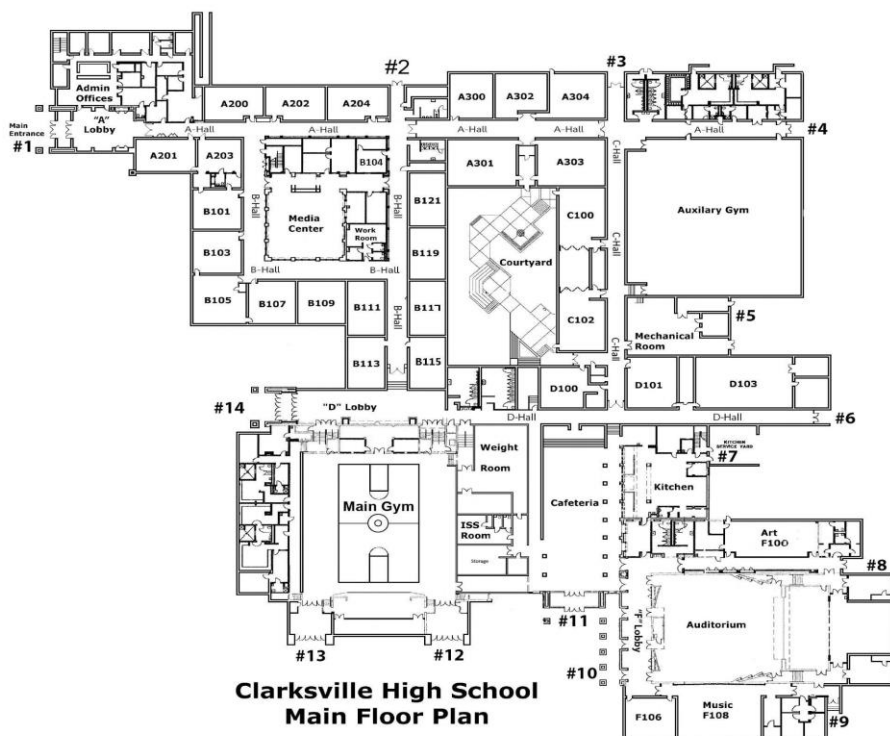 #2
#3
Admin
Offices
A200
A202
A204
A300
A302
A304
Main
Entrance
#1
"A"
Lobby
A-Hall
A-Hall
A-Hall
A-Hall
A-Hall
#4
A201
A203
B104
A301
A303
C-Hall
B-Hall
B-Hall
B101
Media
Center
B121
C100
Auxilary Gym
Work
Room
B103
B119
Courtyard
C-Hall
B-Hall
B-Hall
B105
B107
B109
B111
B-Hall
B117
C102
#5
Mechanical
Room
C-Hall
B113
B115
D100
D101
D103
#14
"D" Lobby
D-Hall
D-Hall
#6
Weight
Room
KITCHEN
SERVICE YARD
#7
Main Gym
Cafeteria
Kitchen
ISS
Room
Art
F100
Storage
#8
#11
"F" Lobby
Auditorium
#13
#12
#10
Clarksville High School
Main Floor Plan
F106
Music
F108
#9